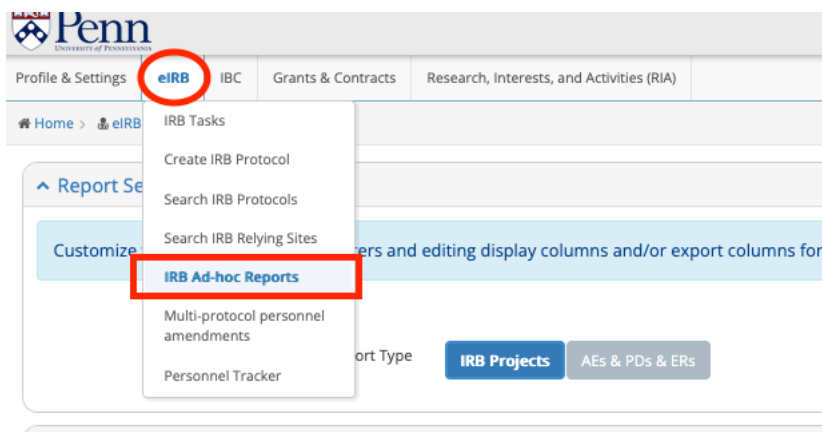 Penn
UNIVERSITY of PENNSYLVANIA
Profile & Settings eIRB IBC Grants & Contracts Research, Interests, and Activities (RIA)
Home > eIRB
IRB Tasks
Create IRB Protocol
Report Se
Search IRB Protocols
Search IRB Relying Sites
Customize ers and editing display columns and/or export columns for
IRB Ad-hoc Reports
Multi-protocol personnel
amendments
ort Type IRB Projects AEs & PDs & ERs
Personnel Tracker